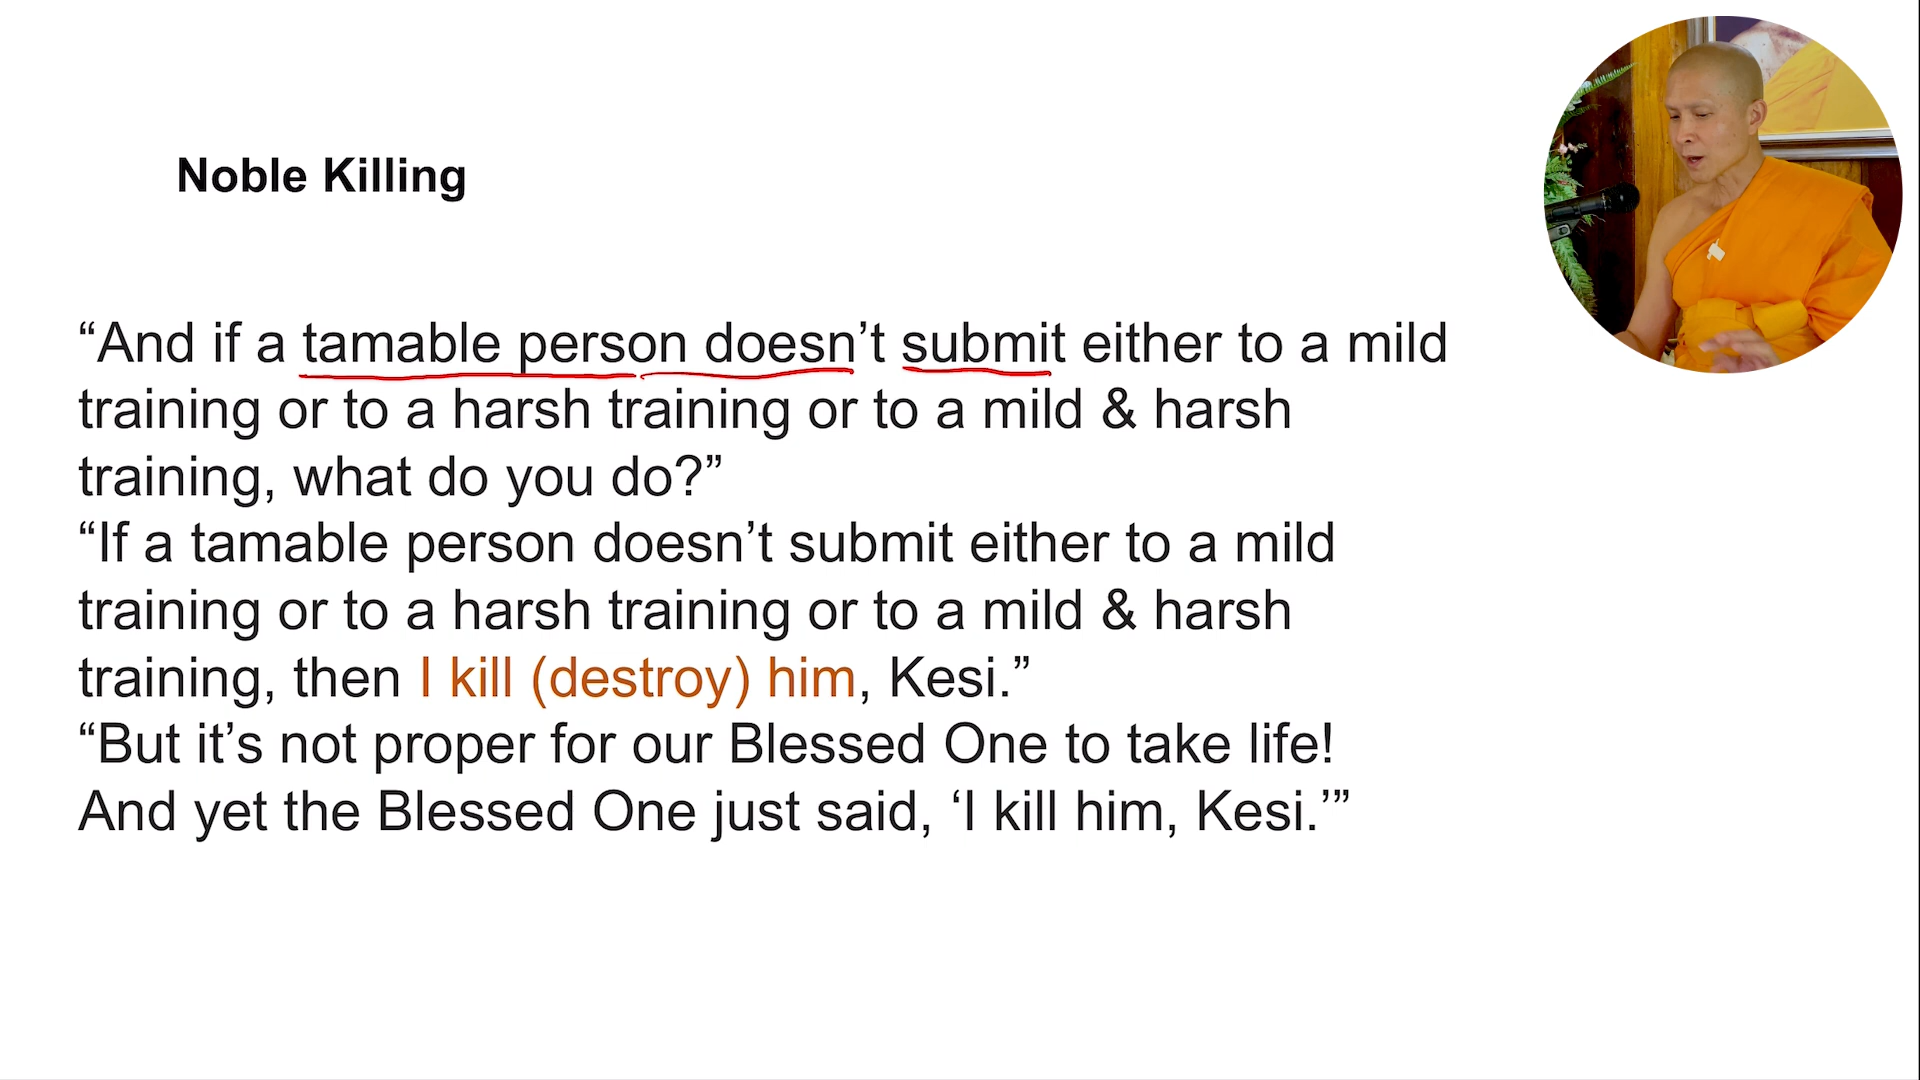 Noble Killing
“And if a tamable person doesn’t submit either to a mild
training or to a harsh training or to a mild & harsh
training, what do you do?”
“If a tamable person doesn’t submit either to a mild
training or to a harsh training or to a mild & harsh
training, then I kill (destroy) him, Kesi.”
“But it’s not proper for our Blessed One to take life!
And yet the Blessed One just said, ‘I kill him, Kesi.’”